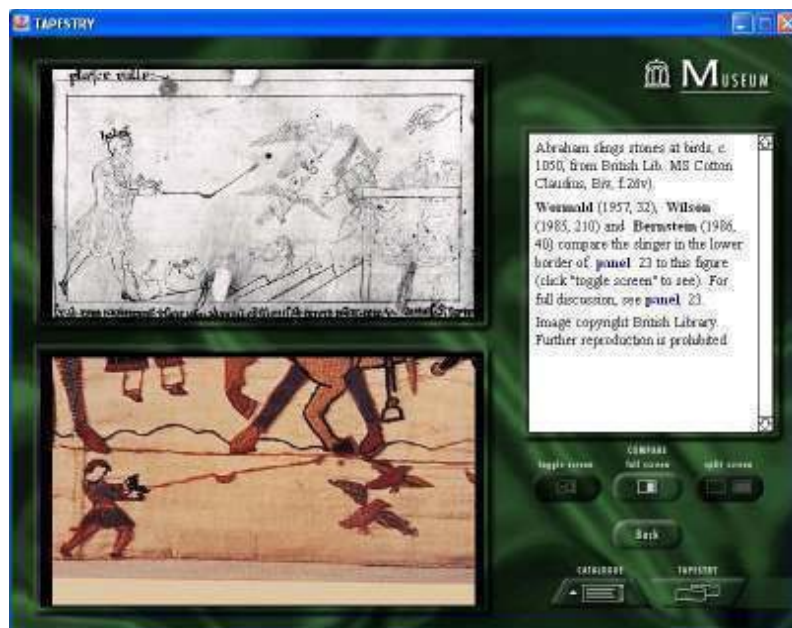 TAPESTRY
MUSEUM
Abraham slings stones at birds, c.
1050, from British Lib. MS Cotton
Claudius, Biv, f.26v).
Wormald (1957, 32), Wilson
(1985, 210) and Bernstein (1986,
40) compare the slinger in the lower
border of panel 23 to this figure
(click "toggle screen" to see). For
full discussion, see panel 23.
Image copyright British Library.
Further reproduction is prohibited
COMPARE
toggle screen full screen split screen
Back
CATALOGUE TAPESTRY